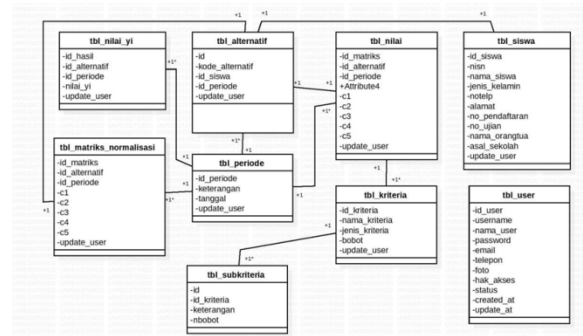 tbl_nilai_yi
-id_hasil
-id_alternatif
-id_periode
-nilai_yi
-update_user
tbl_alternatif
-id
-kode_alternatif
-id_siswa
-id_periode
-update_user
tbl_nilai
-id_matriks
-id_alternatif
-id_periode
+Attribute4
-c1
-c2
-c3
-c4
-c5
-update_user
tbl_siswa
-id_siswa
-nisn
-nama_siswa
-jenis_kelamin
-notelp
-alamat
-no_pendaftaran
-no_ujian
-nama_orangtua
-asal_sekolah
-update_user
tbl_matriks_normalisasi
-id_matriks
-id_alternatif
-id_periode
-c1
-c2
-c3
-c4
-c5
-update_user
tbl_periode
-id_periode
-keterangan
-tanggal
-update_user
tbl_kriteria
-id_kriteria
-nama_kriteria
-jenis_kriteria
-bobot
-update_user
tbl_user
-id_user
-username
-nama_user
-password
-email
-telepon
-foto
-hak_akses
-status
-created_at
-update_at
tbl_subkriteria
-id
-id_kriteria
-keterangan
-nbobot
+1
+1
+1
+1
+1*
+1
+1
+1
+1*
+1*
+1
+1*
+1
+1
+1
+1*
+1
+1*